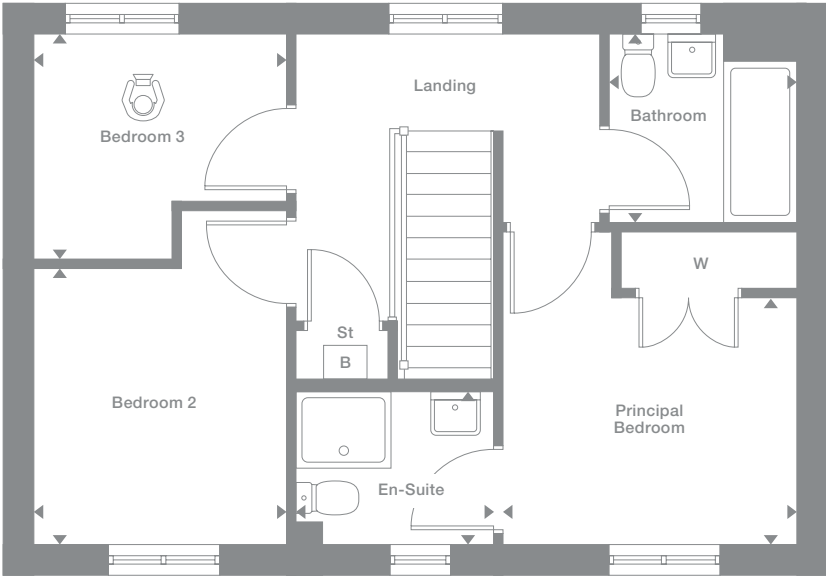 Landing
Bathroom
Bedroom 3
W
St
B
Bedroom 2
Principal
Bedroom
En-Suite